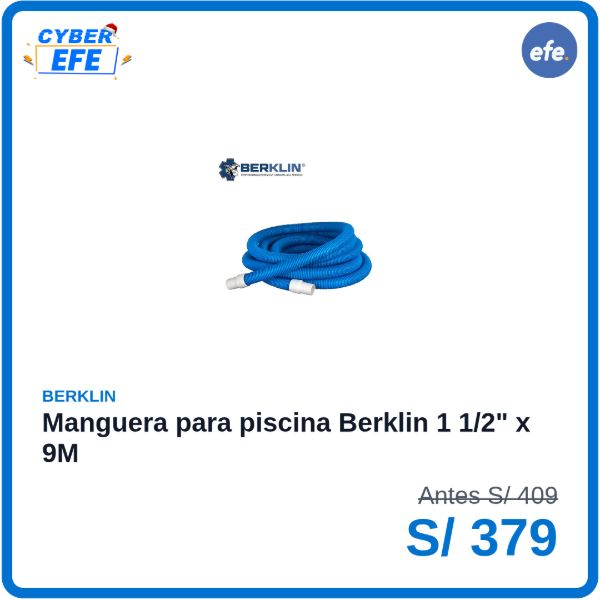 CYBER
EFE
efe.
BERKLIN®
BERKLIN
Manguera para piscina Berklin 1 1/2" x
9M
Antes S/ 409
S/ 379